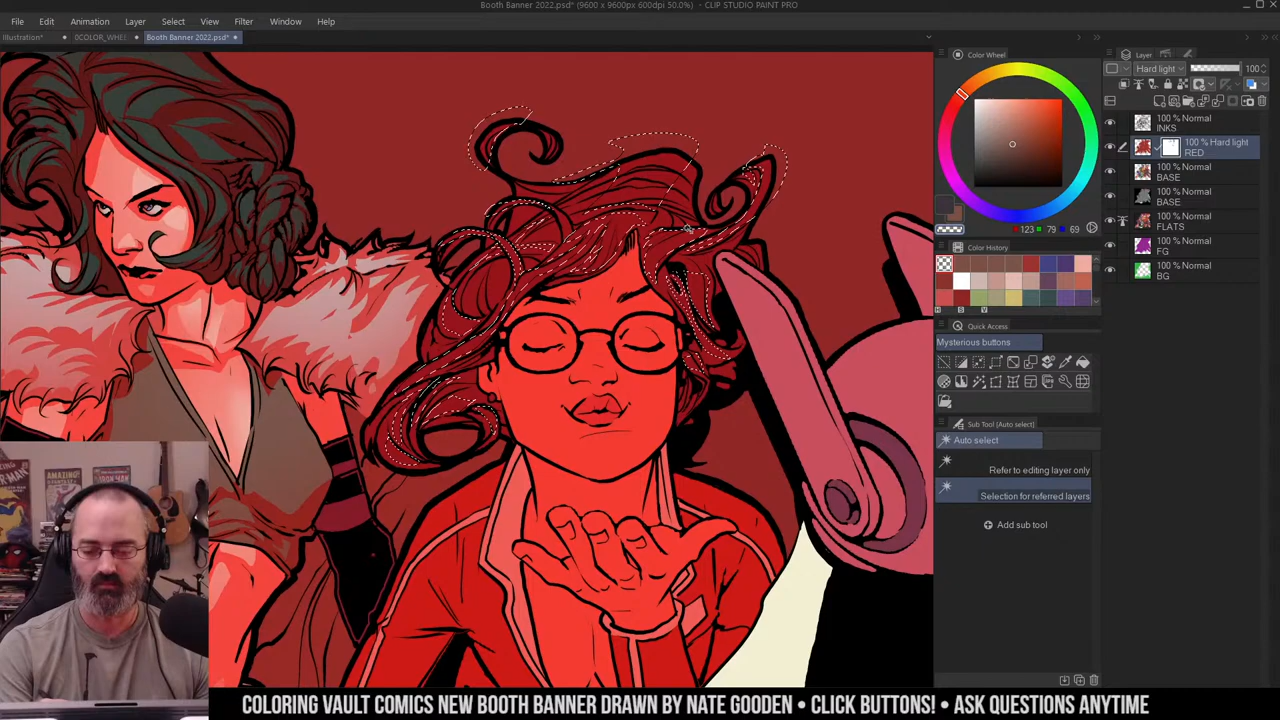 Booth Banner 2022.psd* (9600 x 9600px 600dpi 50.0%) - CLIP STUDIO PAINT PRO
File Edit Animation Layer Select View Filter Window Help
Illustration* 0COLOR_WHE Booth Banner 2022.psd*
Color Wheel
123 79 69
Color History
H S V
Quick Access
Mysterious buttons
Sub Tool [Auto select]
Auto select
Refer to editing layer only
Selection for referred layers
Add sub tool
Layer
Hard light 100
100 % Normal
INKS
100 % Hard light
RED
100 % Normal
BASE
100 % Normal
BASE
100 % Normal
FLATS
100 % Normal
FG
100 % Normal
BG
AMAZING
COLORING VAULT COMICS NEW BOOTH BANNER DRAWN BY NATE GOODEN • CLICK BUTTONS! • ASK QUESTIONS ANYTIME